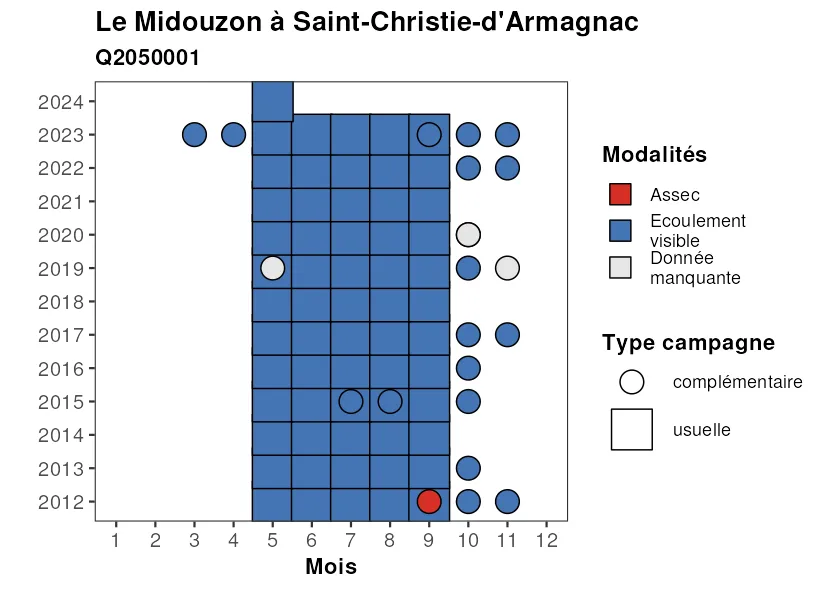 Le Midouzon à Saint-Christie-d'Armagnac
Q2050001
2024
2023
2022
2021
2020
2019
2018
2017
2016
2015
2014
2013
2012
1 2 3 4 5 6 7 8 9 10 11 12
Mois
Modalités
Assec
Ecoulement
visible
Donnée
manquante
Type campagne
complémentaire
usuelle